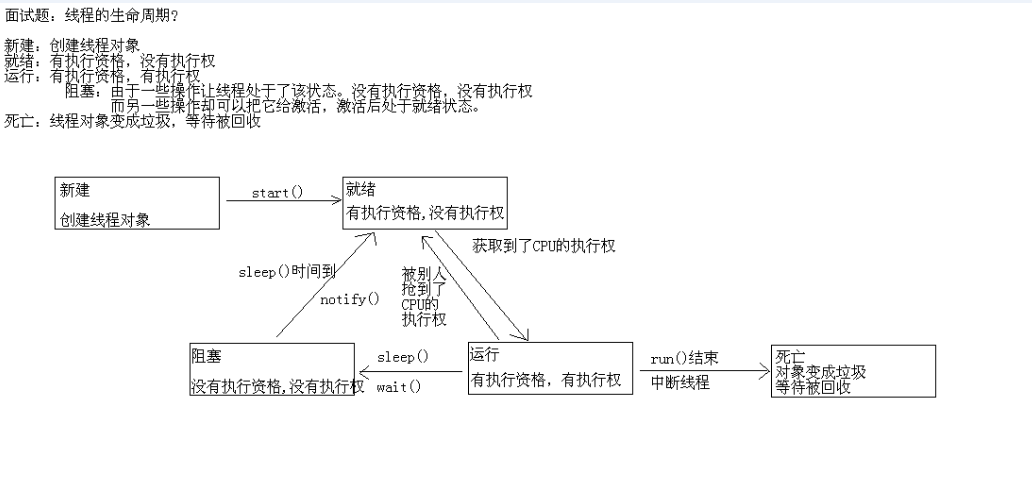 面试题：线程的生命周期?
新建：创建线程对象
就绪：有执行资格，没有执行权
运行：有执行资格，有执行权
阻塞：由于一些操作让线程处于了该状态。没有执行资格，没有执行权
而另一些操作却可以把它给激活，激活后处于就绪状态。
死亡：线程对象变成垃圾，等待被回收
新建
创建线程对象
start()
就绪
有执行资格,没有执行权
获取到了CPU的执行权
sleep()时间到
notify()
被别人
抢到了
CPU的
执行权
阻塞
没有执行资格,没有执行权
sleep()
wait()
运行
有执行资格，有执行权
run()结束
中断线程
死亡
对象变成垃圾
等待被回收